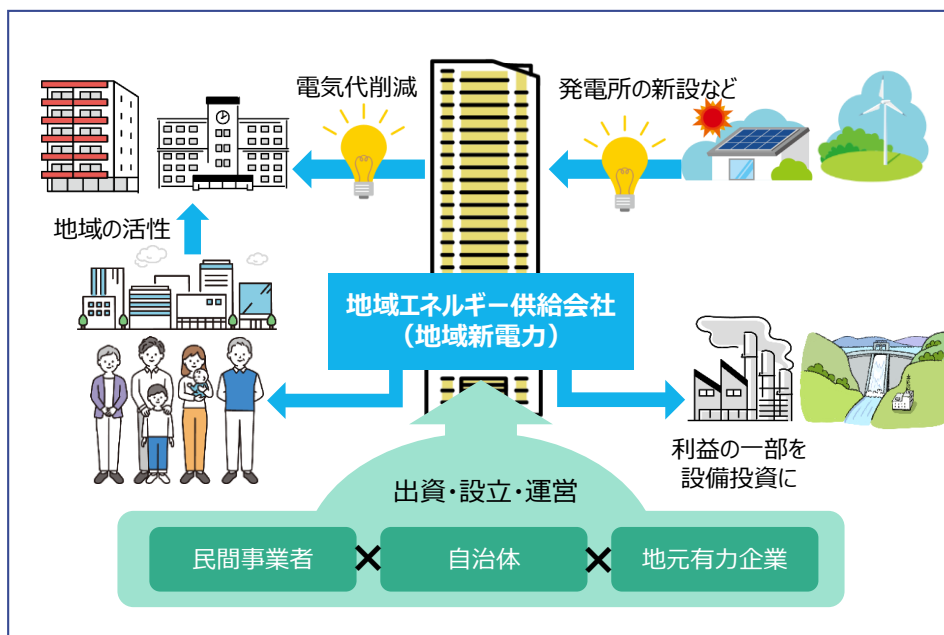 電気代削減
発電所の新設など
地域の活性
地域エネルギー供給会社
（地域新電力）
利益の一部を
設備投資に
出資・設立・運営
民間事業者
×
自治体
×
地元有力企業